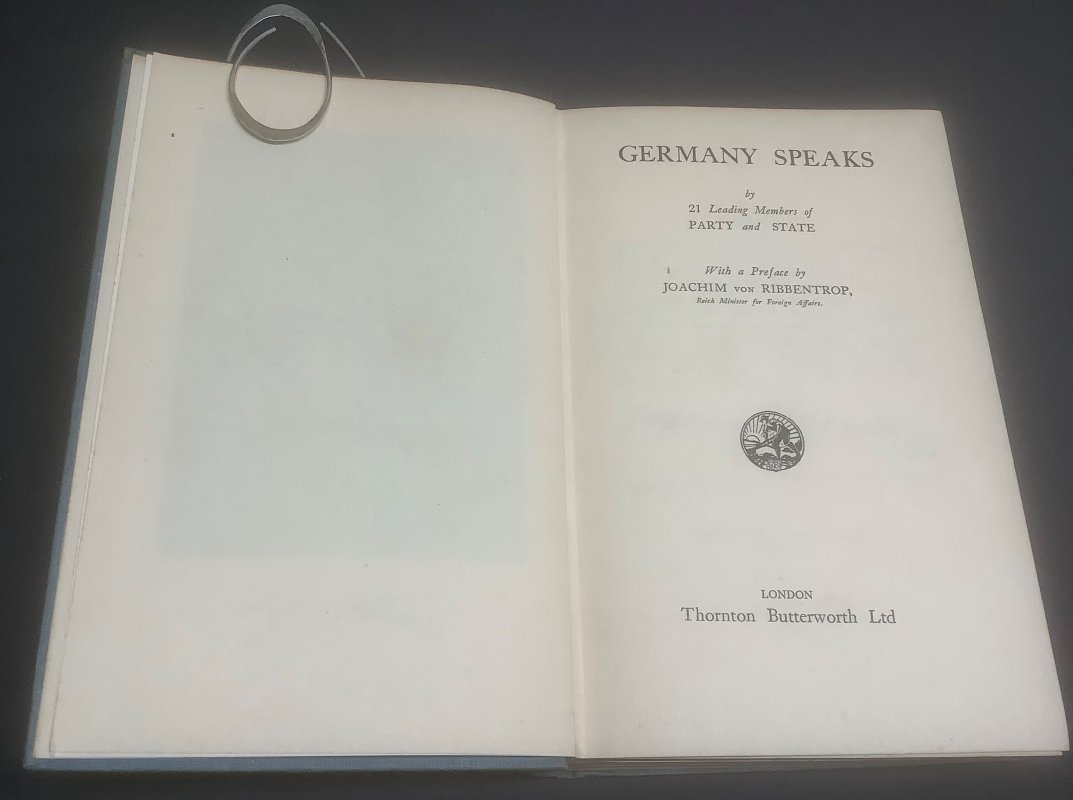 GERMANY SPEAKS
by
21 Leading Members of
PARTY and STATE
With a Preface by
JOACHIM VON RIBBENTROP,
Reich Minister for Foreign Affairs.
LONDON
Thornton Butterworth Ltd